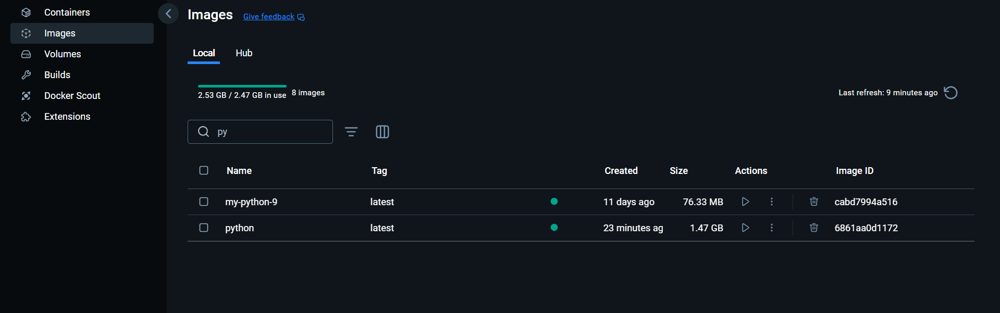 Containers
Images
Volumes
Builds
Docker Scout
Extensions
Images Give feedback
Local Hub
2.53 GB / 2.47 GB in use 8 images
Last refresh: 9 minutes ago
py
Name Tag Created Size Actions Image ID
my-python-9 latest 11 days ago 76.33 MB cabd7994a516
python latest 23 minutes ag 1.47 GB 6861aa0d1172